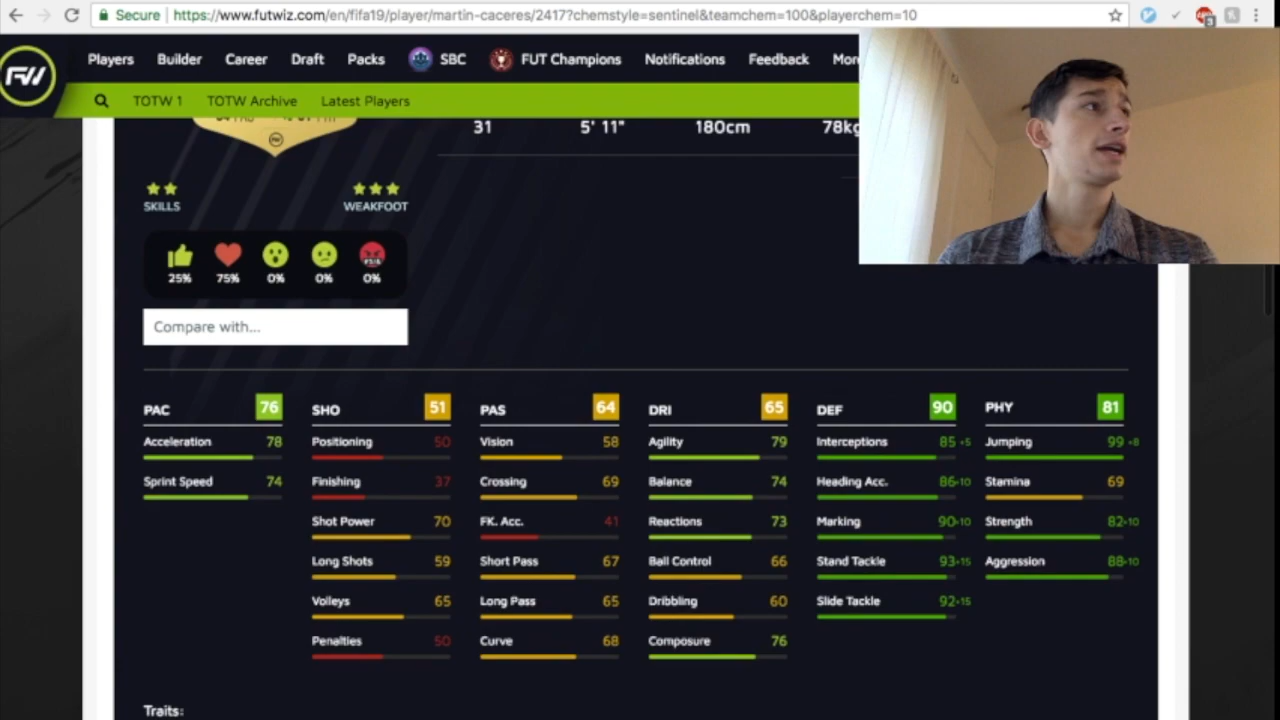 Secure https://www.futwiz.com/en/fifa19/player/martin-caceres/2417?chemstyle=sentinel&teamchem=100&playerchem=10
FW Players Builder Career Draft Packs SBC FUT Champions Notifications Feedback Mor
TOTW 1 TOTW Archive Latest Players
31 5' 11" 180cm 78kg
SKILLS WEAKFOOT
25% 75% 0% 0% 0%
Compare with...
PAC 76 SHO 51 PAS 64 DRI 65 DEF 90 PHY 81
Acceleration 78 Positioning 50 Vision 58 Agility 79 Interceptions 85 +5 Jumping 99 +8
Sprint Speed 74 Finishing 37 Crossing 69 Balance 74 Heading Acc. 86+10 Stamina 69
Shot Power 70 FK. Acc. 41 Reactions 73 Marking 90+10 Strength 82+10
Long Shots 59 Short Pass 67 Ball Control 66 Stand Tackle 93+15 Aggression 88+10
Volleys 65 Long Pass 65 Dribbling 60 Slide Tackle 92+15
Penalties 50 Curve 68 Composure 76
Traits: